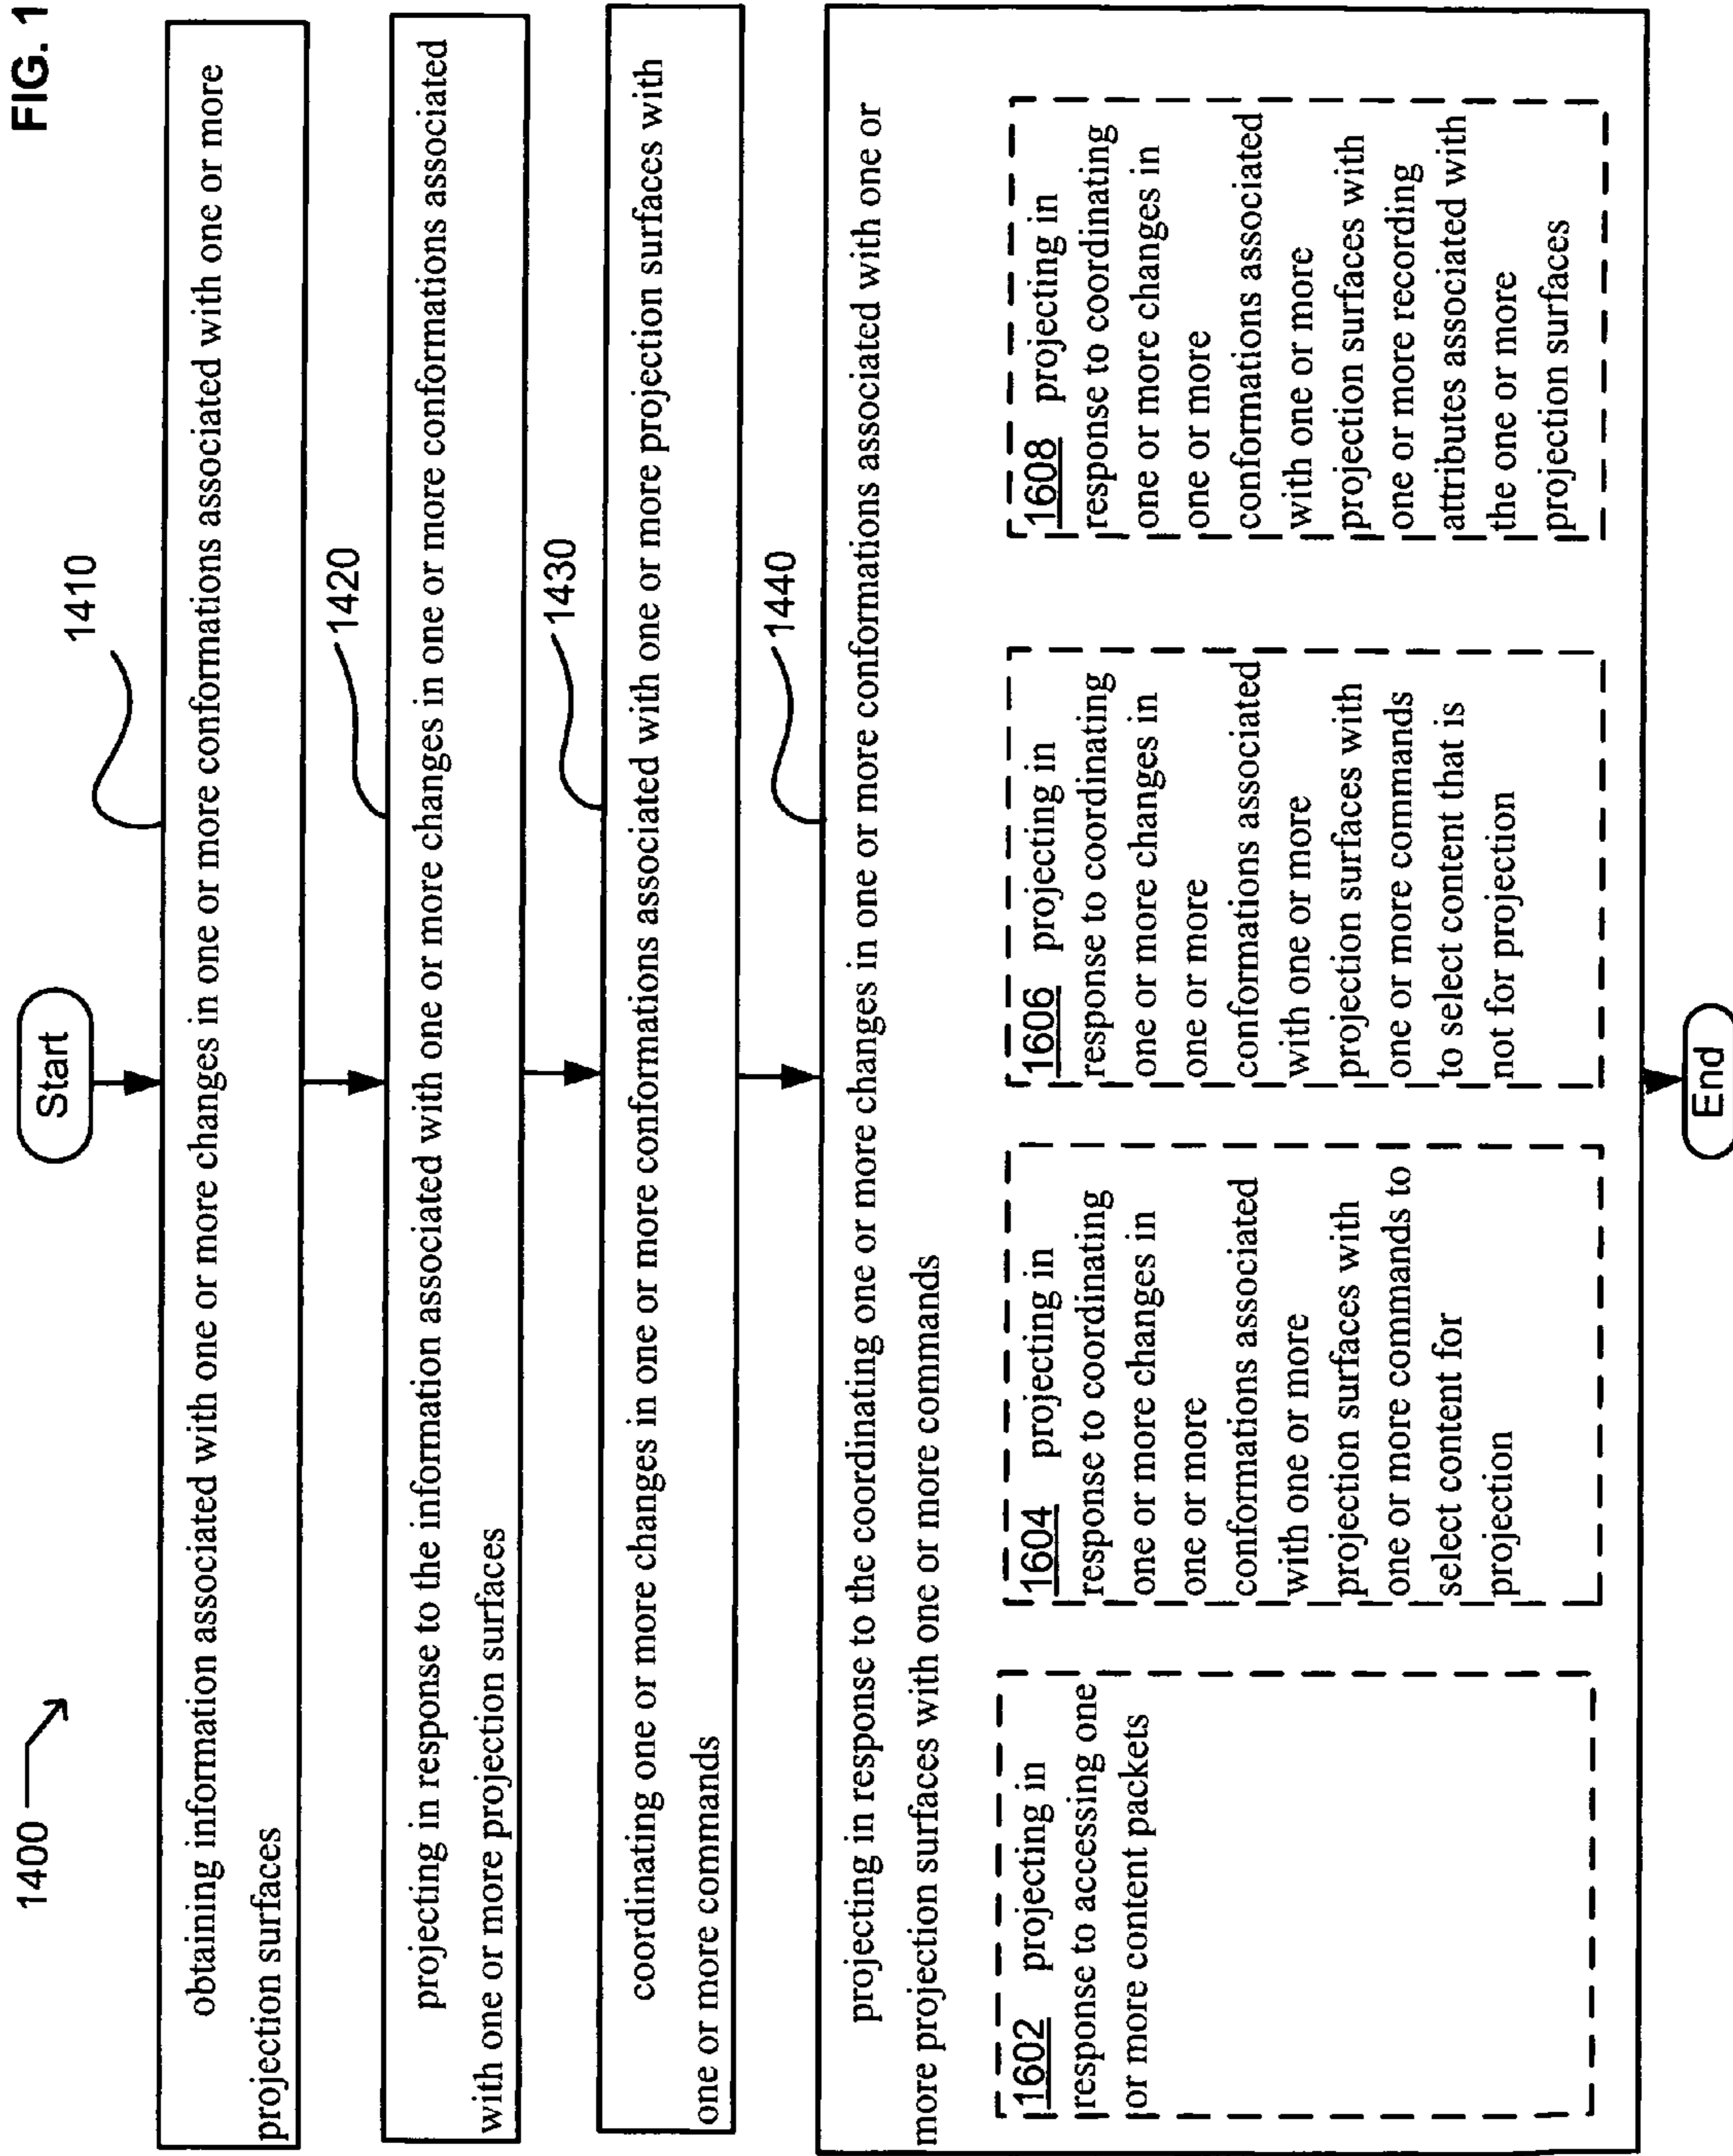 FIG. 1
1400
Start
1410
obtaining information associated with one or more changes in one or more conformations associated with one or more
projection surfaces
1420
projecting in response to the information associated with one or more changes in one or more conformations associated
with one or more projection surfaces
1430
coordinating one or more changes in one or more conformations associated with one or more projection surfaces with
one or more commands
1440
projecting in response to the coordinating one or more changes in one or more conformations associated with one or
more projection surfaces with one or more commands
1602 projecting in
response to accessing one
or more content packets
1604 projecting in
response to coordinating
one or more changes in
one or more
conformations associated
with one or more
projection surfaces with
one or more commands to
select content for
projection
1606 projecting in
response to coordinating
one or more changes in
one or more
conformations associated
with one or more
projection surfaces with
one or more commands
to select content that is
not for projection
1608 projecting in
response to coordinating
one or more changes in
one or more
conformations associated
with one or more
projection surfaces with
one or more recording
attributes associated with
the one or more
projection surfaces
End